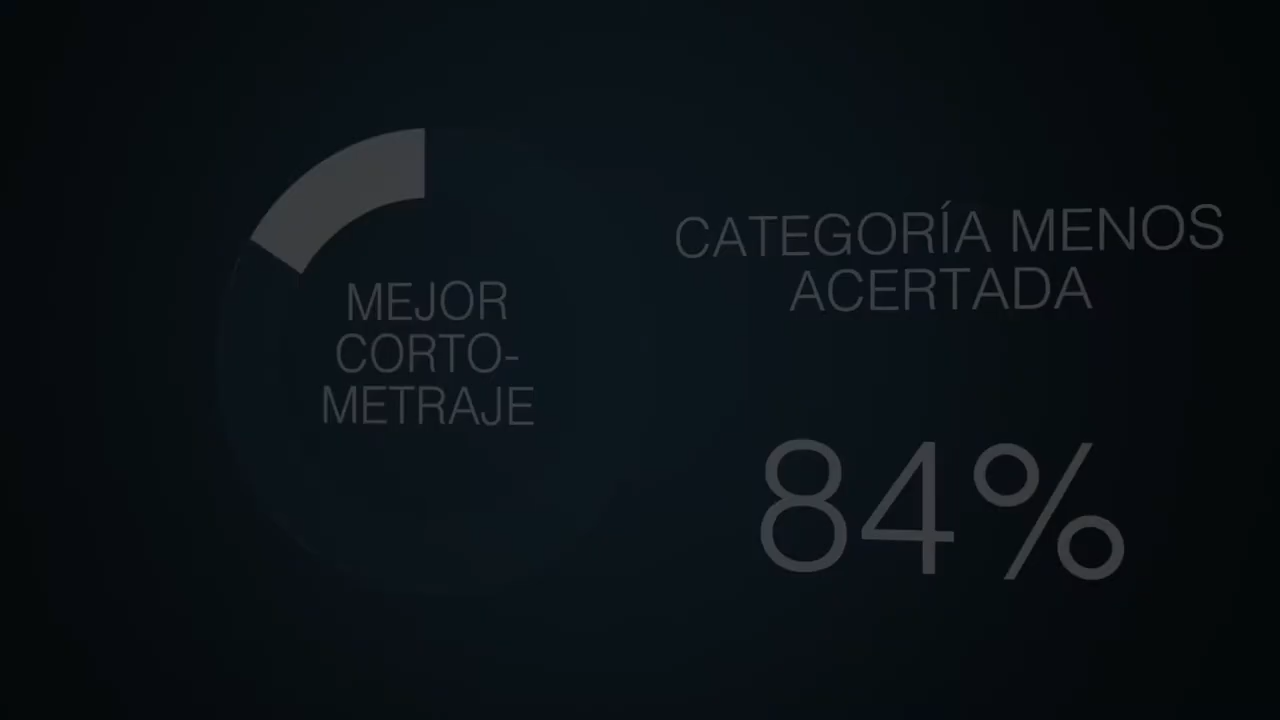 MEJOR
CORTO-
METRAJE
CATEGORÍA MENOS
ACERTADA
84%